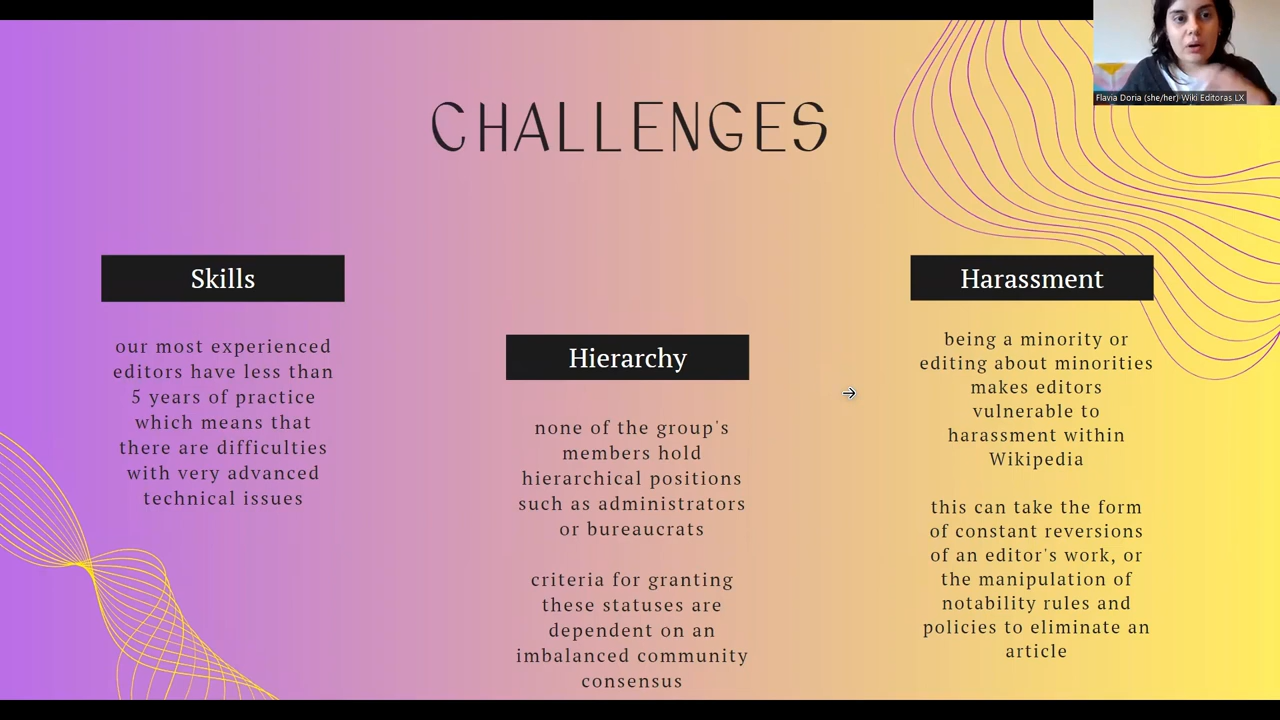 Flavia Doria (she/her) Wiki Editoras LX
CHALLENGES
Skills
our most experienced
editors have less than
5 years of practice
which means that
there are difficulties
with very advanced
technical issues
Hierarchy
none of the group's
members hold
hierarchical positions
such as administrators
or bureaucrats
criteria for granting
these statuses are
dependent on an
imbalanced community
consensus
Harassment
being a minority or
editing about minorities
makes editors
vulnerable to
harassment within
Wikipedia
this can take the form
of constant reversions
of an editor's work, or
the manipulation of
notability rules and
policies to eliminate an
article